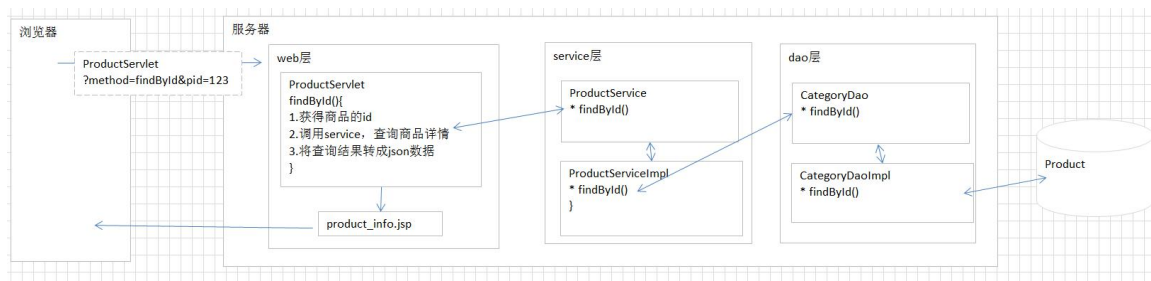 浏览器
服务器
ProductServlet
?method=findById&pid=123
web层
ProductServlet
findById(){
1.获得商品的id
2.调用service，查询商品详情
3.将查询结果转成json数据
}
product_info.jsp
service层
ProductService
* findById()
ProductServiceImpl
* findById()
}
dao层
CategoryDao
* findById()
CategoryDaoImpl
* findById()
Product